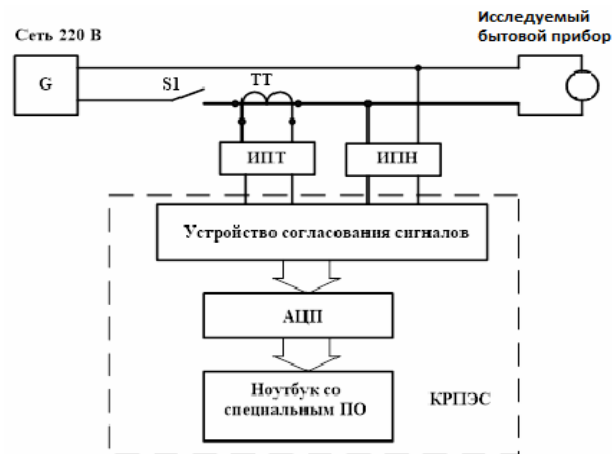 Исследуемый
бытовой прибор
Сеть 220 В
G
S1
ТТ
ИПТ
ИПН
Устройство согласования сигналов
АЦП
Ноутбук со
специальным ПО
КРПЭС